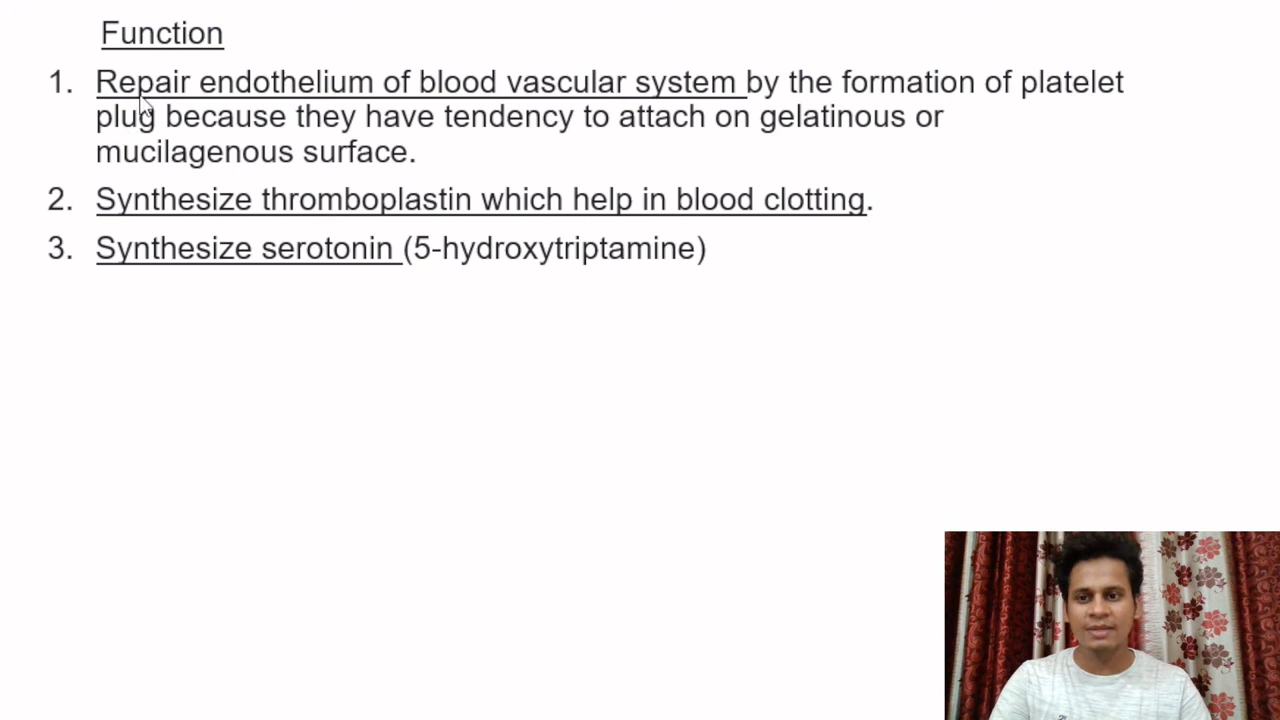 Function
1. Repair endothelium of blood vascular system by the formation of platelet
plug because they have tendency to attach on gelatinous or
mucilagenous surface.
2. Synthesize thromboplastin which help in blood clotting.
3. Synthesize serotonin (5-hydroxytriptamine)